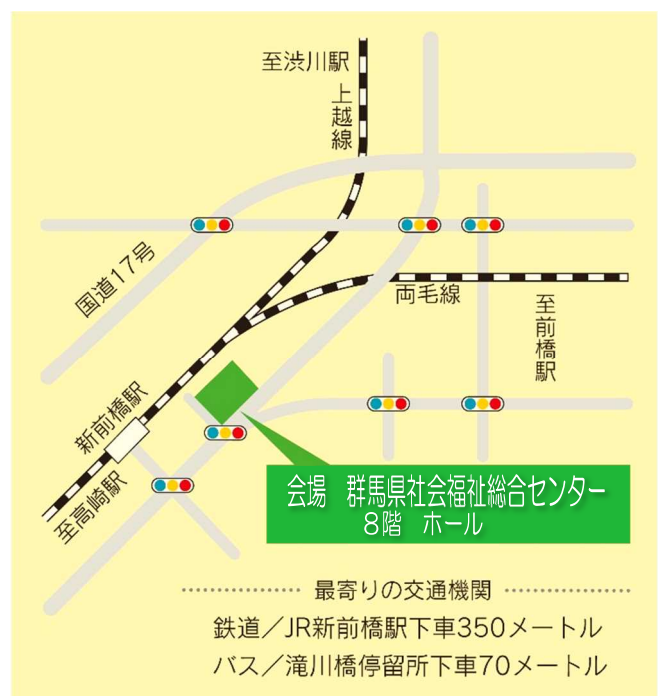 至渋川駅
上越線
国道17号
両毛線
至前橋駅
新前橋駅
至高崎駅
会場　群馬県社会福祉総合センター
8階　ホール
最寄りの交通機関
鉄道／JR新前橋駅下車350メートル
バス／滝川橋停留所下車70メートル